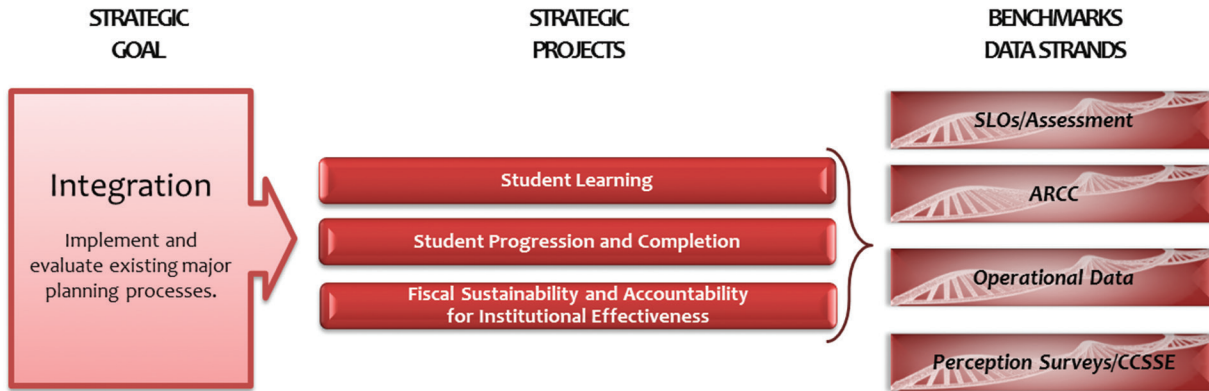 STRATEGIC
GOAL
STRATEGIC
PROJECTS
BENCHMARKS
DATA STRANDS
Integration
Implement and
evaluate existing major
planning processes.
Student Learning
Student Progression and Completion
Fiscal Sustainability and Accountability
for Institutional Effectiveness
SLOs/Assessment
ARCC
Operational Data
Perception Surveys/CCSSE